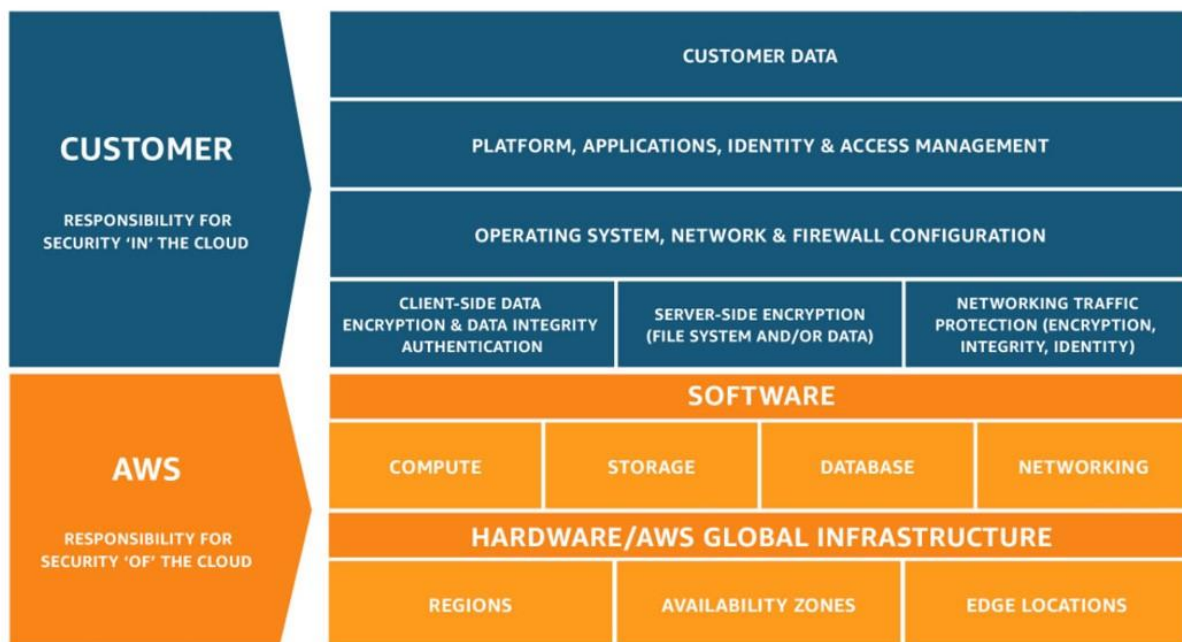 CUSTOMER
RESPONSIBILITY FOR
SECURITY ‘IN’ THE CLOUD
CUSTOMER DATA
PLATFORM, APPLICATIONS, IDENTITY & ACCESS MANAGEMENT
OPERATING SYSTEM, NETWORK & FIREWALL CONFIGURATION
CLIENT-SIDE DATA
ENCRYPTION & DATA INTEGRITY
AUTHENTICATION
SERVER-SIDE ENCRYPTION
(FILE SYSTEM AND/OR DATA)
NETWORKING TRAFFIC
PROTECTION (ENCRYPTION,
INTEGRITY, IDENTITY)
AWS
RESPONSIBILITY FOR
SECURITY ‘OF’ THE CLOUD
SOFTWARE
COMPUTE
STORAGE
DATABASE
NETWORKING
HARDWARE/AWS GLOBAL INFRASTRUCTURE
REGIONS
AVAILABILITY ZONES
EDGE LOCATIONS